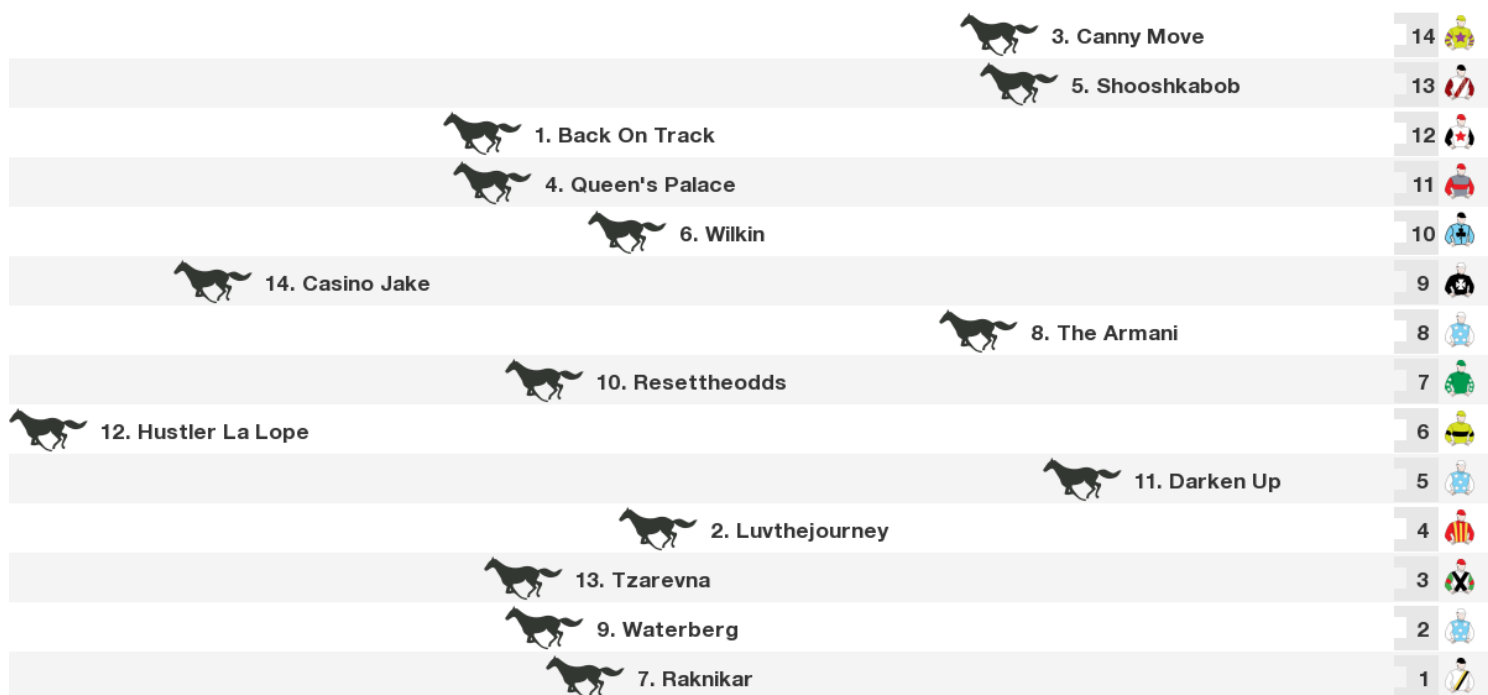 3. Canny Move 14
5. Shooshkabob 13
1. Back On Track 12
4. Queen's Palace 11
6. Wilkin 10
14. Casino Jake 9
8. The Armani 8
10. Resettheodds 7
12. Hustler La Lope 6
11. Darken Up 5
2. Luvthejourney 4
13. Tzarevna 3
9. Waterberg 2
7. Raknikar 1